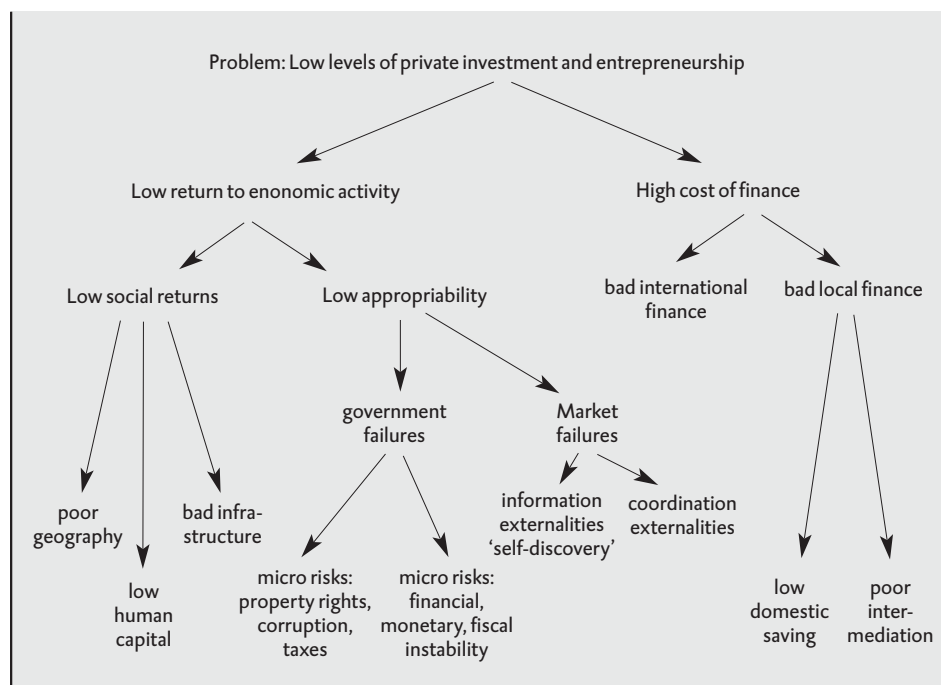 Problem: Low levels of private investment and entrepreneurship
Low return to enonomic activity
High cost of finance
Low social returns
Low appropriability
bad international
finance
bad local finance
government
failures
Market
failures
poor
geography
low
human
capital
bad infra-
structure
micro risks:
property rights,
corruption,
taxes
micro risks:
financial,
monetary, fiscal
instability
information
externalities
‘self-discovery’
coordination
externalities
low
domestic
saving
poor
inter-
mediation